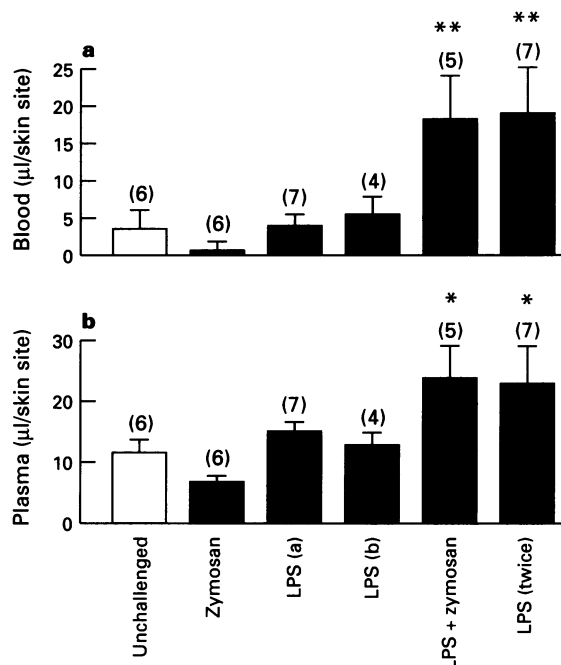 a
Blood (µl/skin site)
25
20
15
10
5
0
(6)
(6)
(7)
(4)
**
(5)
**
(7)
b
Plasma (µl/skin site)
30
20
10
0
(6)
(6)
(7)
(4)
*
(5)
*
(7)
Unchallenged
Zymosan
LPS (a)
LPS (b)
LPS + zymosan
LPS (twice)